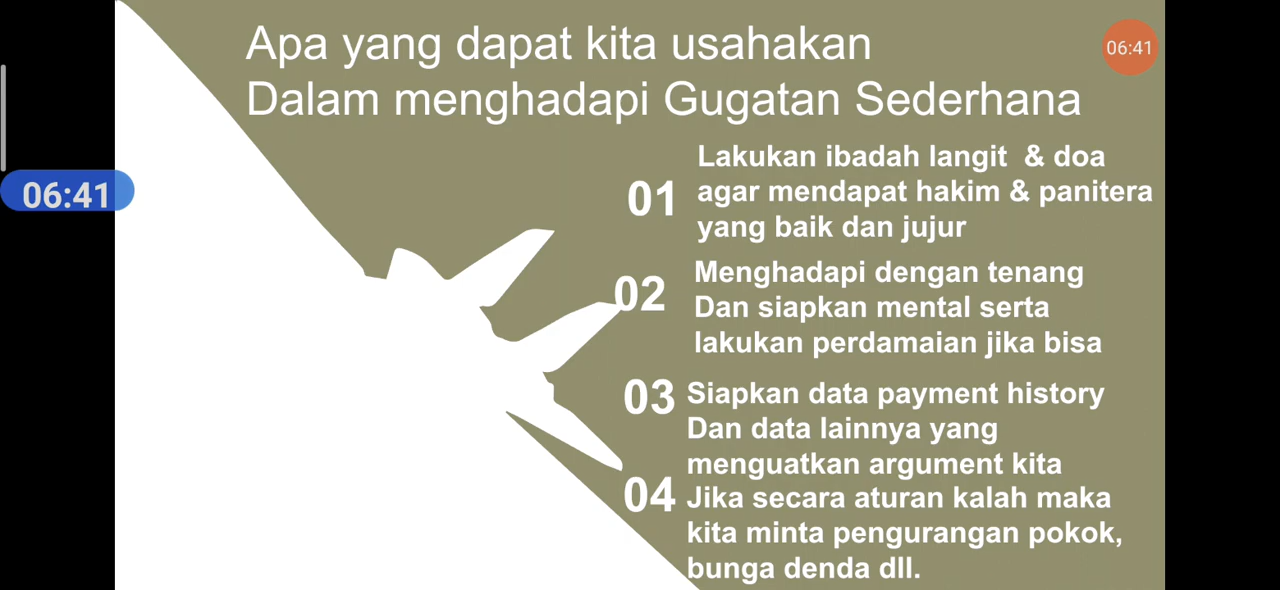 Apa yang dapat kita usahakan
Dalam menghadapi Gugatan Sederhana
06:41
06:41
01
Lakukan ibadah langit & doa
agar mendapat hakim & panitera
yang baik dan jujur
02
Menghadapi dengan tenang
Dan siapkan mental serta
lakukan perdamaian jika bisa
03
Siapkan data payment history
Dan data lainnya yang
menguatkan argument kita
04
Jika secara aturan kalah maka
kita minta pengurangan pokok,
bunga denda dll.